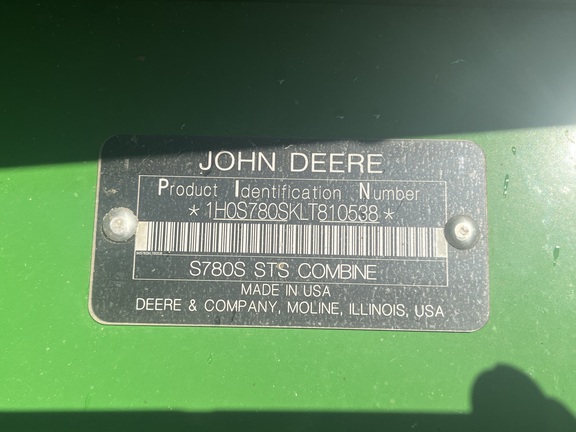 JOHN DEERE
Product Identification Number
*1H0S780SKLT810538*
S780S STS COMBINE
MADE IN USA
DEERE & COMPANY, MOLINE, ILLINOIS, USA